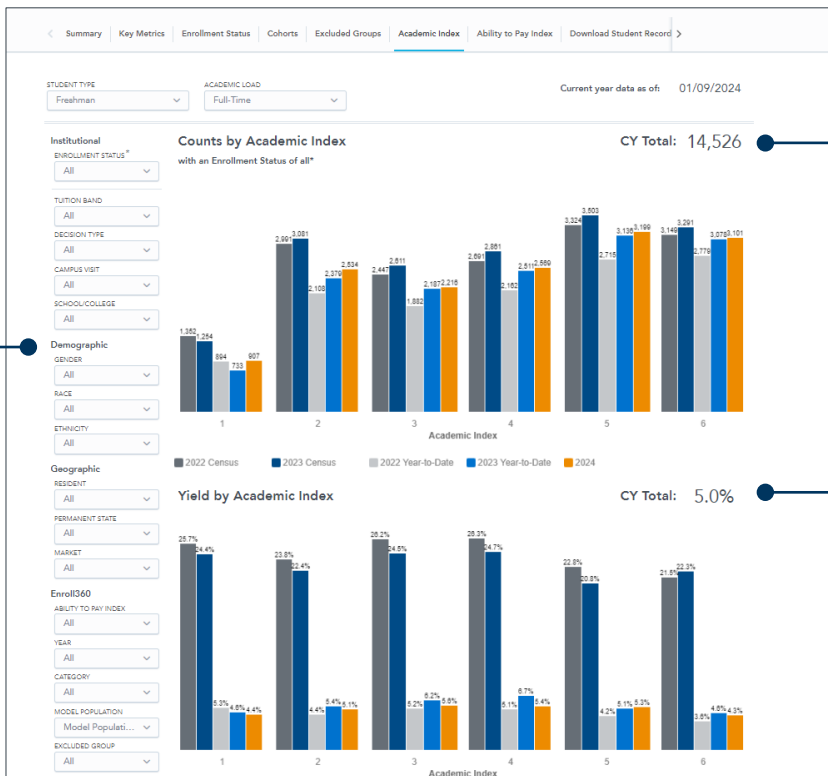 Summary Key Metrics Enrollment Status Cohorts Excluded Groups Academic Index Ability to Pay Index Download Student Record
STUDENT TYPE ACADEMIC LOAD
Freshman Full-Time
Current year data as of: 01/09/2024
Institutional
ENROLLMENT STATUS*
All
TUITION BAND
All
DECISION TYPE
All
CAMPUS VISIT
All
SCHOOL/COLLEGE
All
Demographic
GENDER
All
RACE
All
ETHNICITY
All
Geographic
RESIDENT
All
PERMANENT STATE
All
MARKET
All
Enroll360
ABILITY TO PAY INDEX
All
YEAR
All
CATEGORY
All
MODEL POPULATION
Model Populati...
EXCLUDED GROUP
All
Counts by Academic Index
CY Total: 14,526
with an Enrollment Status of all*
1,352 1,254 894 733 907
2,991 3,081 2,108 2,379 2,534
2,447 2,611 1,882 2,187 2,216
2,691 2,861 2,162 2,511 2,569
3,324 3,503 2,715 3,136 3,199
3,149 3,291 2,779 3,078 3,101
1 2 3 4 5 6
Academic Index
2022 Census 2023 Census 2022 Year-to-Date 2023 Year-to-Date 2024
Yield by Academic Index
CY Total: 5.0%
25.7% 24.4% 5.3% 4.6% 4.4%
23.8% 22.4% 4.4% 5.4% 5.1%
26.2% 24.5% 5.2% 6.2% 5.6%
26.3% 24.7% 5.1% 6.7% 5.4%
22.8% 20.8% 4.2% 5.1% 5.3%
21.5% 22.3% 3.6% 4.6% 4.3%
1 2 3 4 5 6
Academic Index